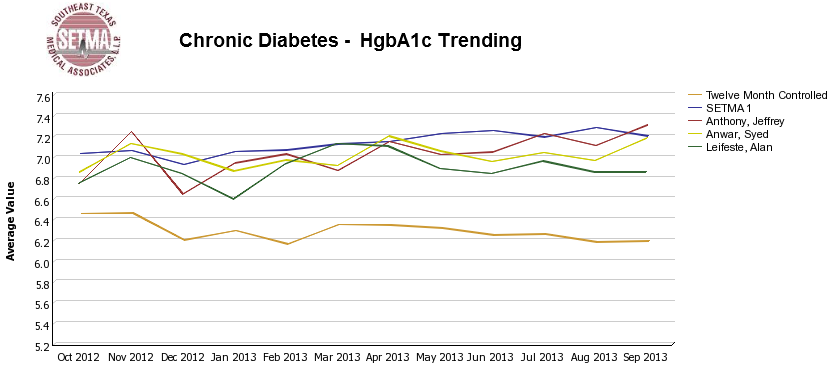 SOUTHEAST TEXAS
SETMA
MEDICAL ASSOCIATES, L.L.P.
Chronic Diabetes - HgbA1c Trending
7.6
7.4
7.2
7.0
6.8
6.6
6.4
6.2
6.0
5.8
5.6
5.4
5.2
Average Value
Oct 2012 Nov 2012 Dec 2012 Jan 2013 Feb 2013 Mar 2013 Apr 2013 May 2013 Jun 2013 Jul 2013 Aug 2013 Sep 2013
Twelve Month Controlled
SETMA 1
Anthony, Jeffrey
Anwar, Syed
Leifeste, Alan